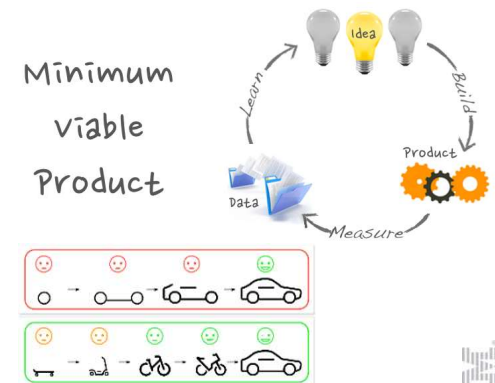 Minimum
Viable
Product
Idea
Build
Product
Measure
Data
Learn